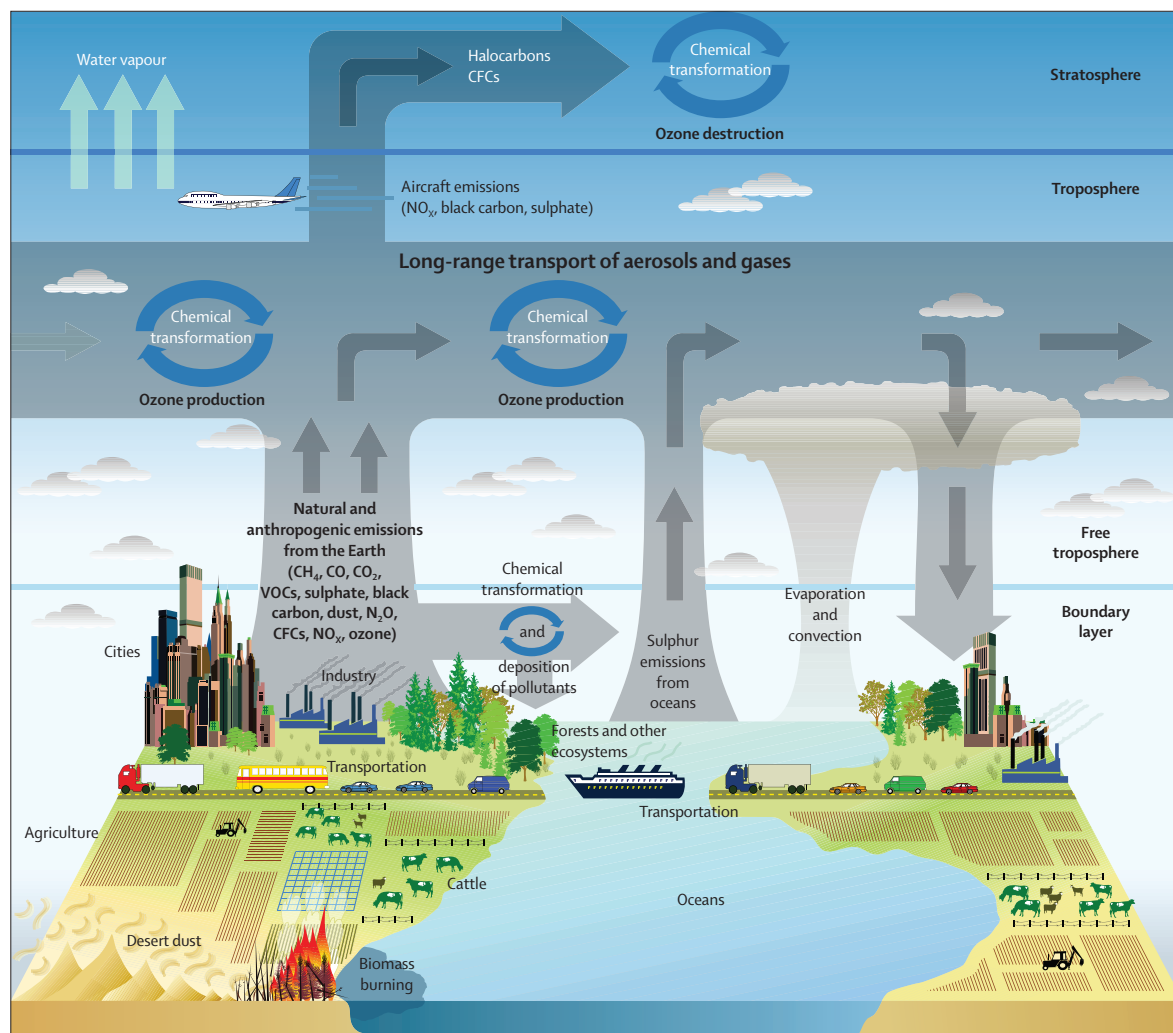 Water vapour
Halocarbons
CFCs
Chemical
transformation
Ozone destruction
Stratosphere
Aircraft emissions
(NOₓ, black carbon, sulphate)
Troposphere
Long-range transport of aerosols and gases
Chemical
transformation
Ozone production
Chemical
transformation
Ozone production
Natural and
anthropogenic emissions
from the Earth
(CH₄, CO, CO₂,
VOCs, sulphate, black
carbon, dust, N₂O,
CFCs, NOₓ, ozone)
Chemical
transformation
and
deposition
of pollutants
Sulphur
emissions
from
oceans
Evaporation
and
convection
Free
troposphere
Boundary
layer
Cities
Industry
Forests and other
ecosystems
Transportation
Transportation
Agriculture
Cattle
Oceans
Desert dust
Biomass
burning